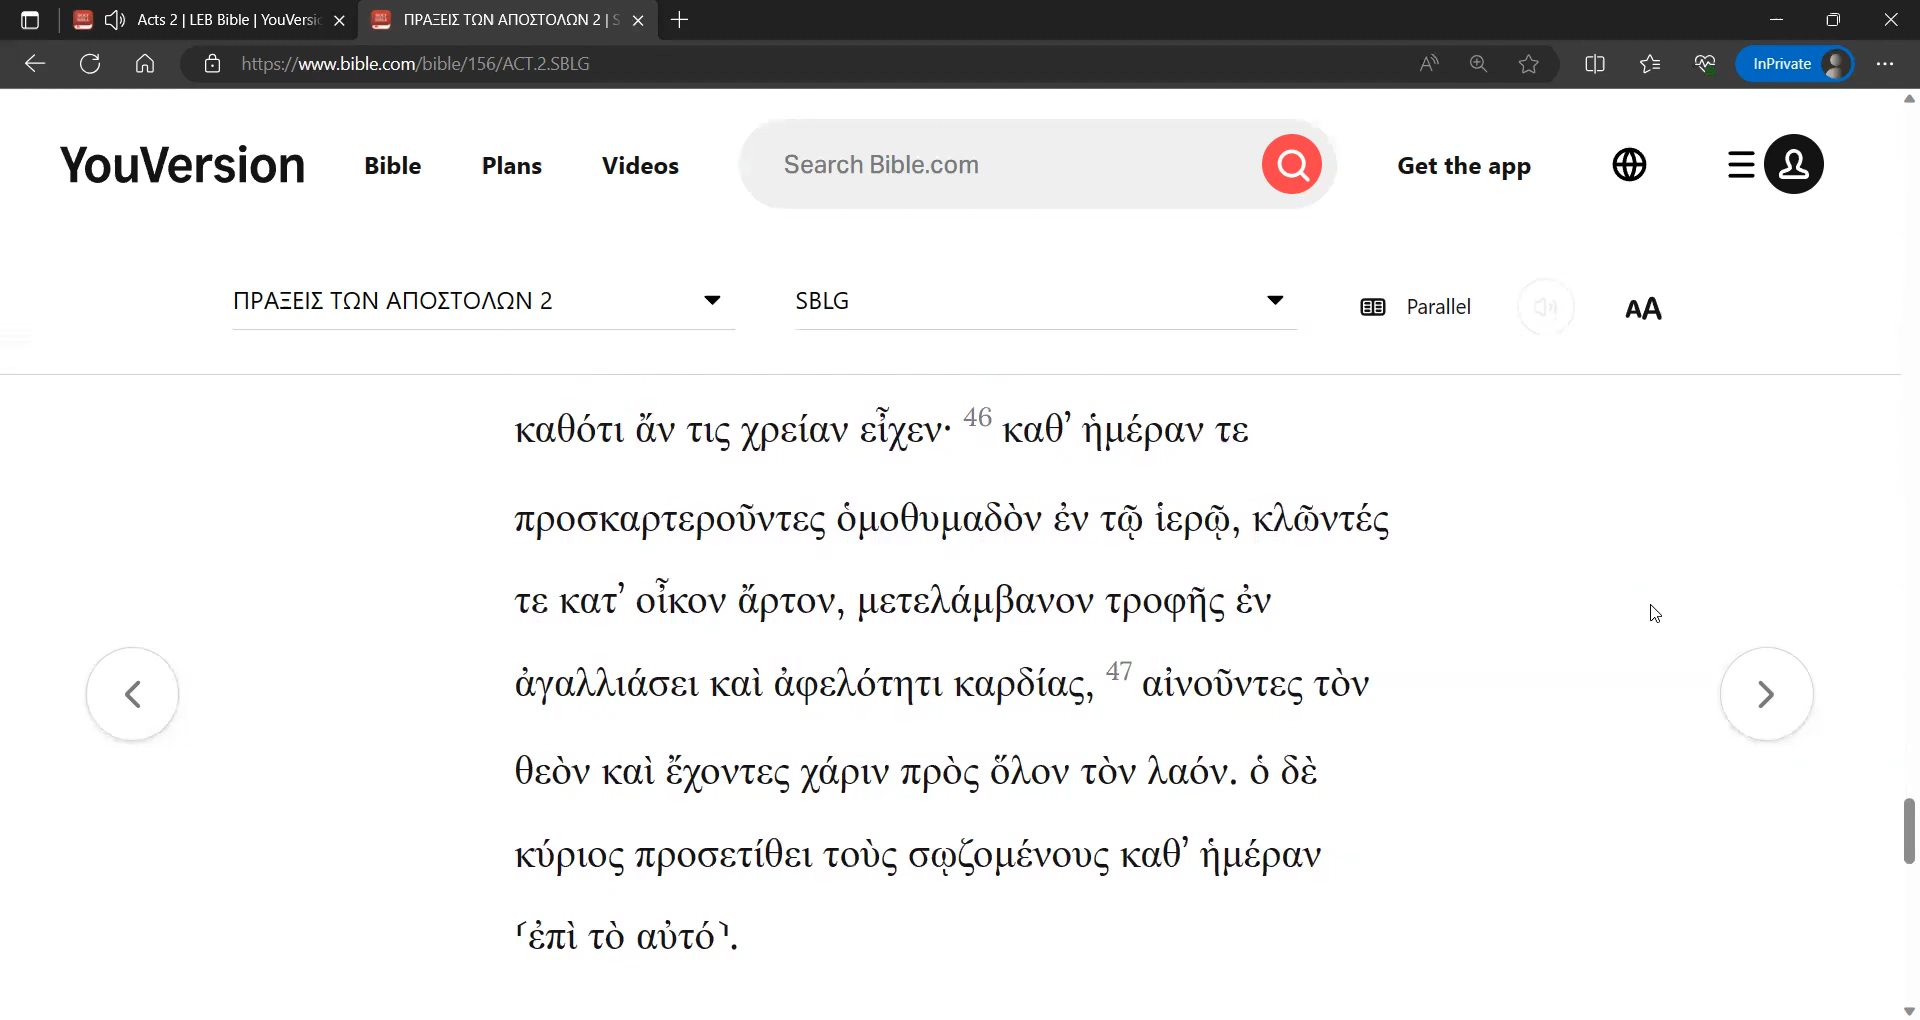 Acts 2 | LEB Bible | YouVersi
ΠΡΑΞΕΙΣ ΤΩΝ ΑΠΟΣΤΟΛΩΝ 2 | S
https://www.bible.com/bible/156/ACT.2.SBLG
InPrivate
YouVersion Bible Plans Videos Search Bible.com Get the app
ΠΡΑΞΕΙΣ ΤΩΝ ΑΠΟΣΤΟΛΩΝ 2 SBLG Parallel AA
καθότι ἄν τις χρείαν εἶχεν· 46 καθ’ ἡμέραν τε
προσκαρτεροῦντες ὁμοθυμαδὸν ἐν τῷ ἱερῷ, κλῶντές
τε κατ’ οἶκον ἄρτον, μετελάμβανον τροφῆς ἐν
ἀγαλλιάσει καὶ ἀφελότητι καρδίας, 47 αἰνοῦντες τὸν
θεὸν καὶ ἔχοντες χάριν πρὸς ὅλον τὸν λαόν. ὁ δὲ
κύριος προσετίθει τοὺς σῳζομένους καθ’ ἡμέραν
⸂ἐπὶ τὸ αὐτό⸃.